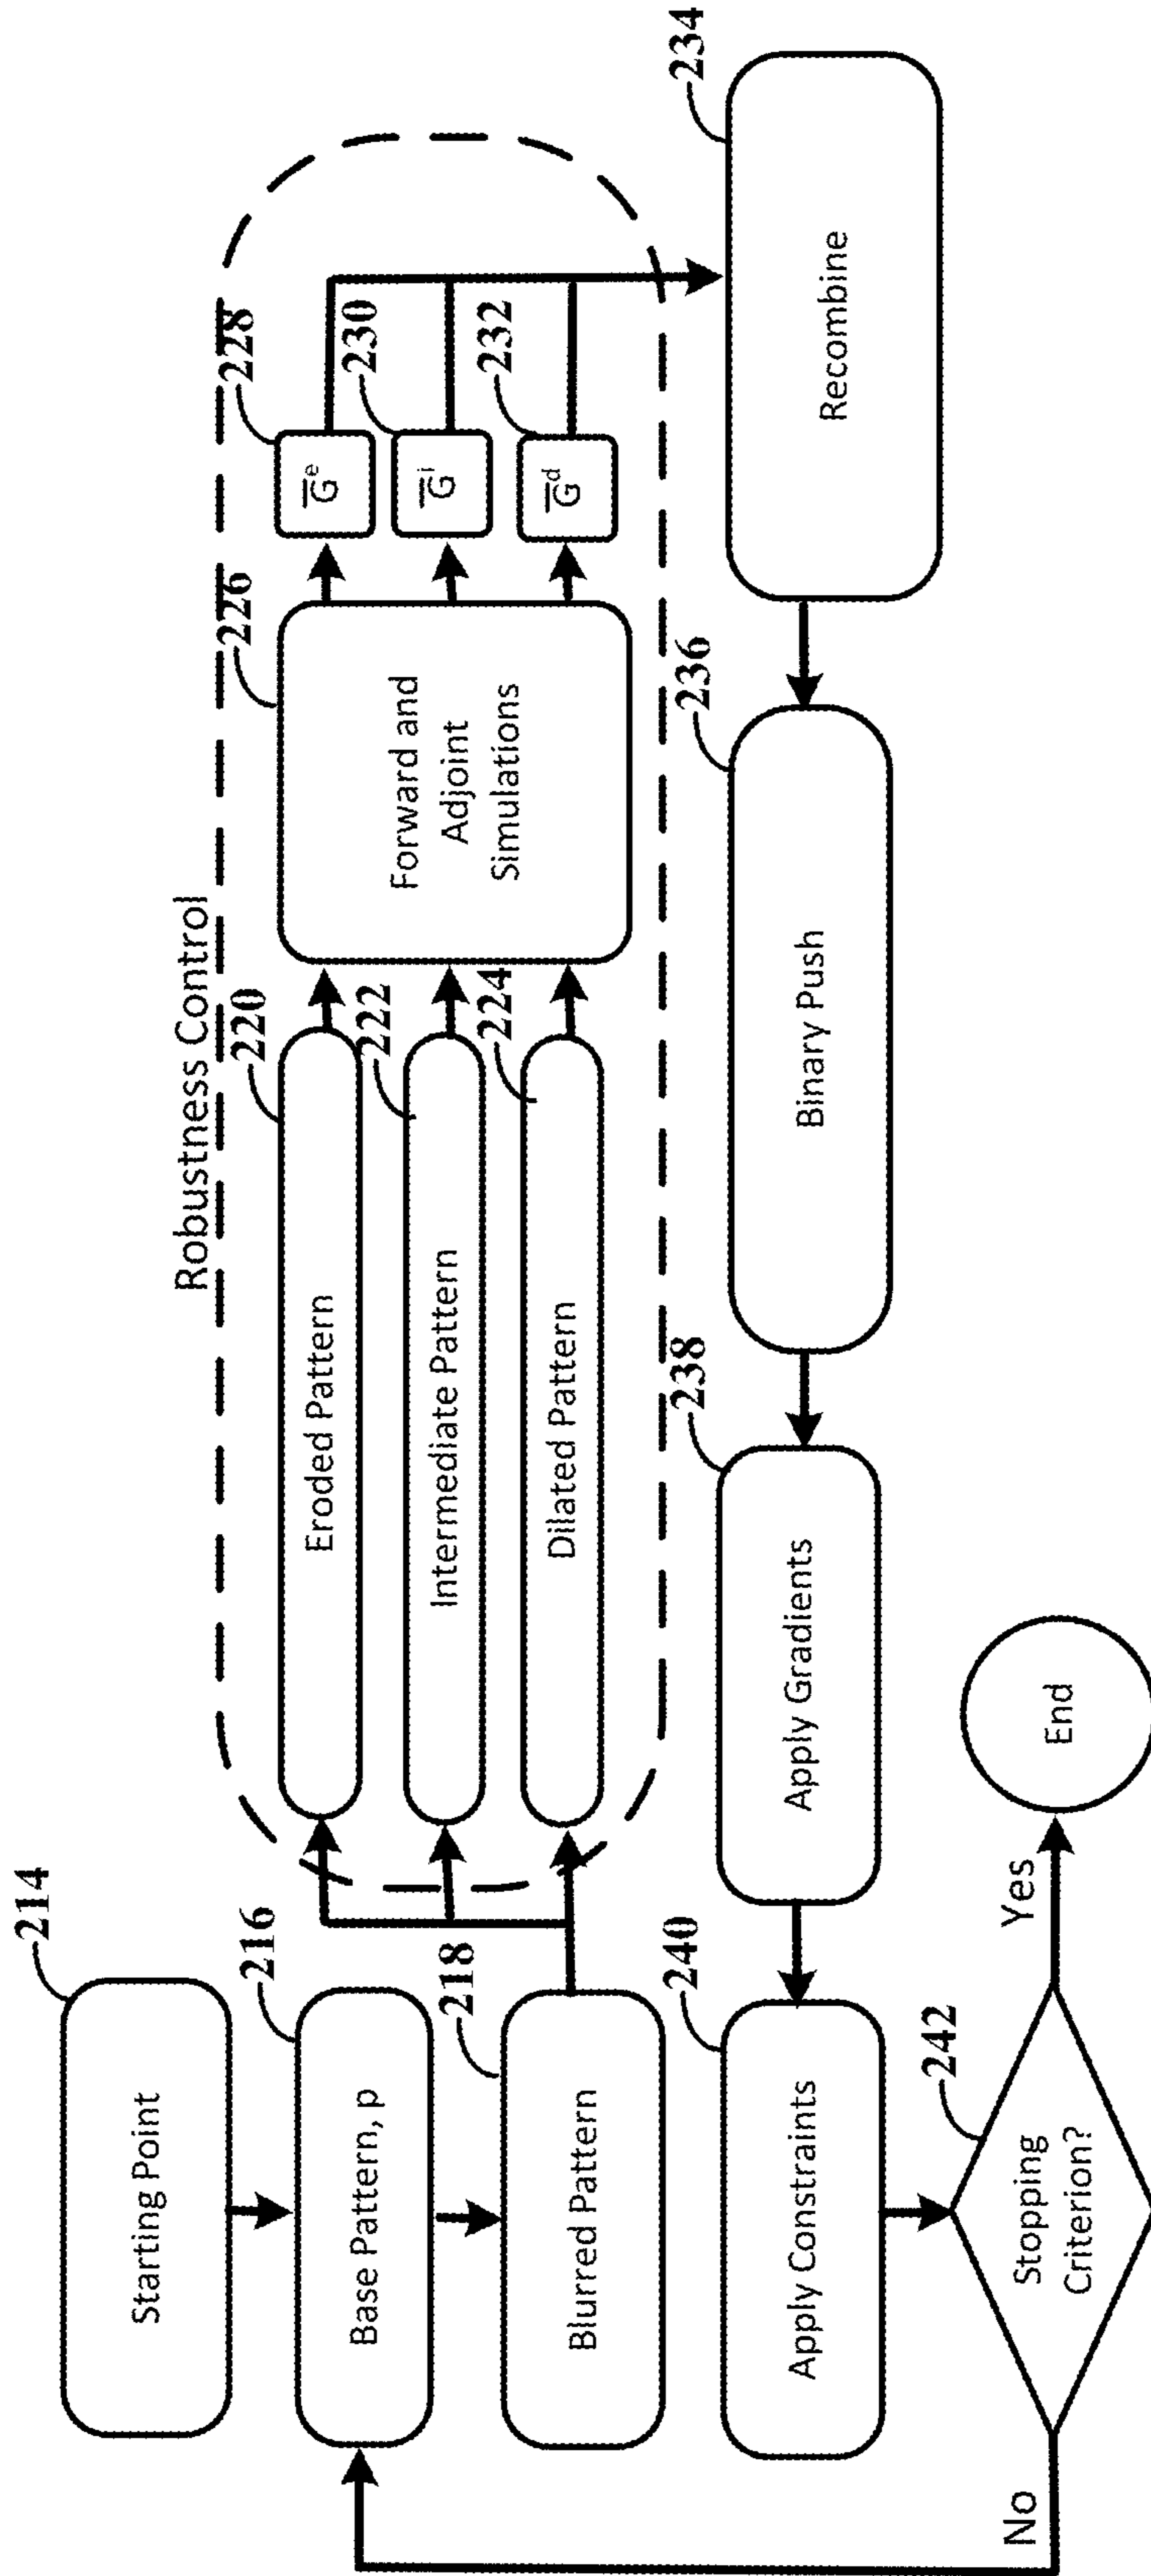 Robustness Control
214
Starting Point
216
Base Pattern, p
218
Blurred Pattern
220
Eroded Pattern
222
Intermediate Pattern
224
Dilated Pattern
226
Forward and
Adjoint
Simulations
228
G̅ᵉ
230
G̅ⁱ
232
G̅ᵈ
234
Recombine
236
Binary Push
238
Apply Gradients
240
Apply Constraints
242
Stopping
Criterion?
Yes
End
No